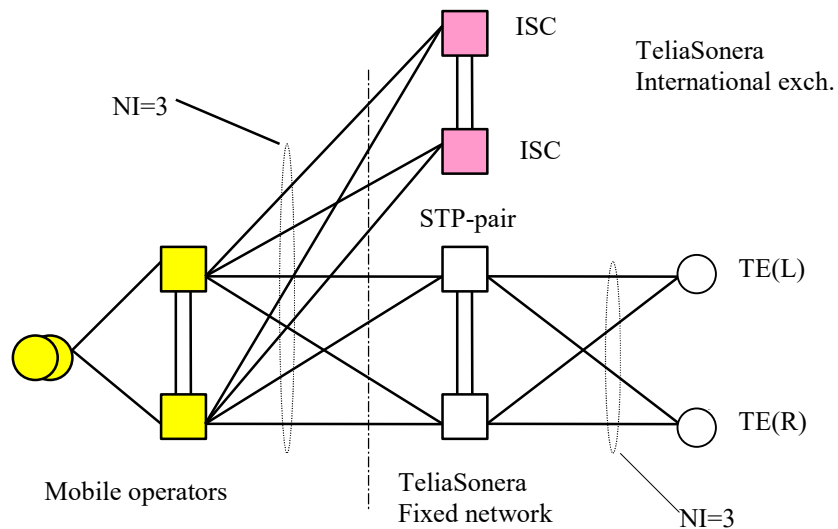 ISC
TeliaSonera
International exch.
NI=3
ISC
STP-pair
TE(L)
TE(R)
Mobile operators
TeliaSonera
Fixed network
NI=3